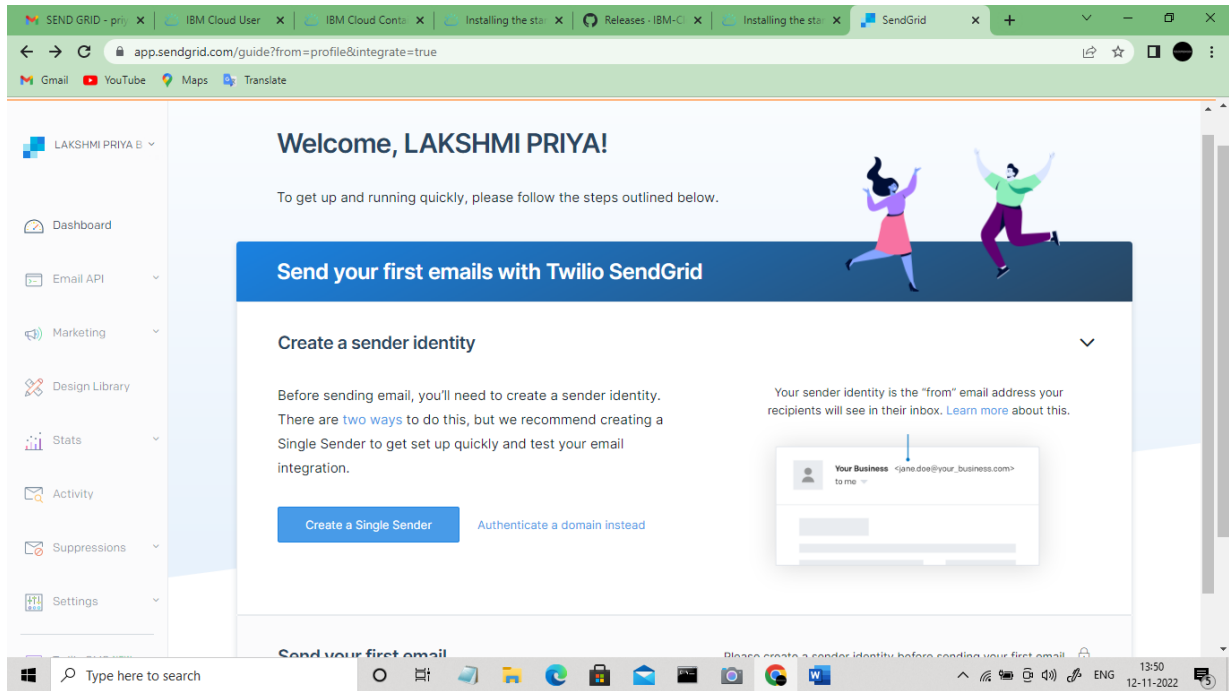 SEND GRID - priy
IBM Cloud User
IBM Cloud Conta
Installing the sta
Releases · IBM-Cl
Installing the sta
SendGrid
app.sendgrid.com/guide?from=profile&integrate=true
Gmail
YouTube
Maps
Translate
LAKSHMI PRIYA B
Dashboard
Email API
Marketing
Design Library
Stats
Activity
Suppressions
Settings
Welcome, LAKSHMI PRIYA!
To get up and running quickly, please follow the steps outlined below.
Send your first emails with Twilio SendGrid
Create a sender identity
Before sending email, you'll need to create a sender identity.
There are two ways to do this, but we recommend creating a
Single Sender to get set up quickly and test your email
integration.
Create a Single Sender
Authenticate a domain instead
Your sender identity is the "from" email address your
recipients will see in their inbox. Learn more about this.
Your Business <jane.doe@your_business.com>
to me
Send your first email
Please create a sender identity before sending your first email
Type here to search
ENG
13:50
12-11-2022
5